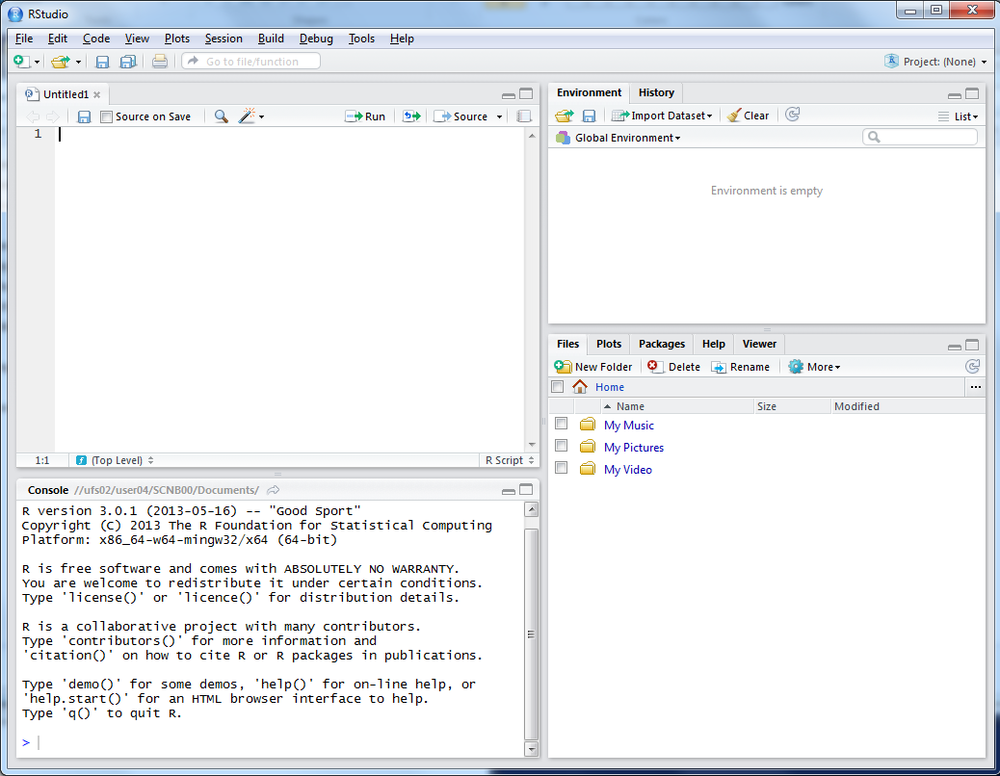 RStudio
File Edit Code View Plots Session Build Debug Tools Help
Go to file/function
Project: (None)
Untitled1
Source on Save Run Source
1
1:1 (Top Level) R Script
Console //ufs02/user04/SCNB00/Documents/
R version 3.0.1 (2013-05-16) -- "Good Sport"
Copyright (C) 2013 The R Foundation for Statistical Computing
Platform: x86_64-w64-mingw32/x64 (64-bit)
R is free software and comes with ABSOLUTELY NO WARRANTY.
You are welcome to redistribute it under certain conditions.
Type 'license()' or 'licence()' for distribution details.
R is a collaborative project with many contributors.
Type 'contributors()' for more information and
'citation()' on how to cite R or R packages in publications.
Type 'demo()' for some demos, 'help()' for on-line help, or
'help.start()' for an HTML browser interface to help.
Type 'q()' to quit R.
>
Environment History
Import Dataset Clear List
Global Environment
Environment is empty
Files Plots Packages Help Viewer
New Folder Delete Rename More
Home ...
Name Size Modified
My Music
My Pictures
My Video